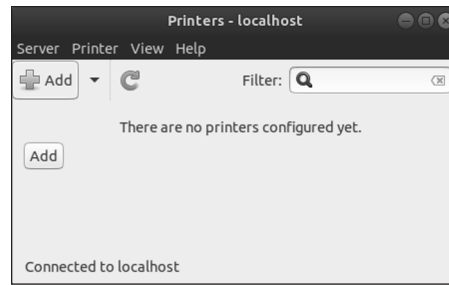 Printers - localhost
Server Printer View Help
Add Filter:
There are no printers configured yet.
Add
Connected to localhost